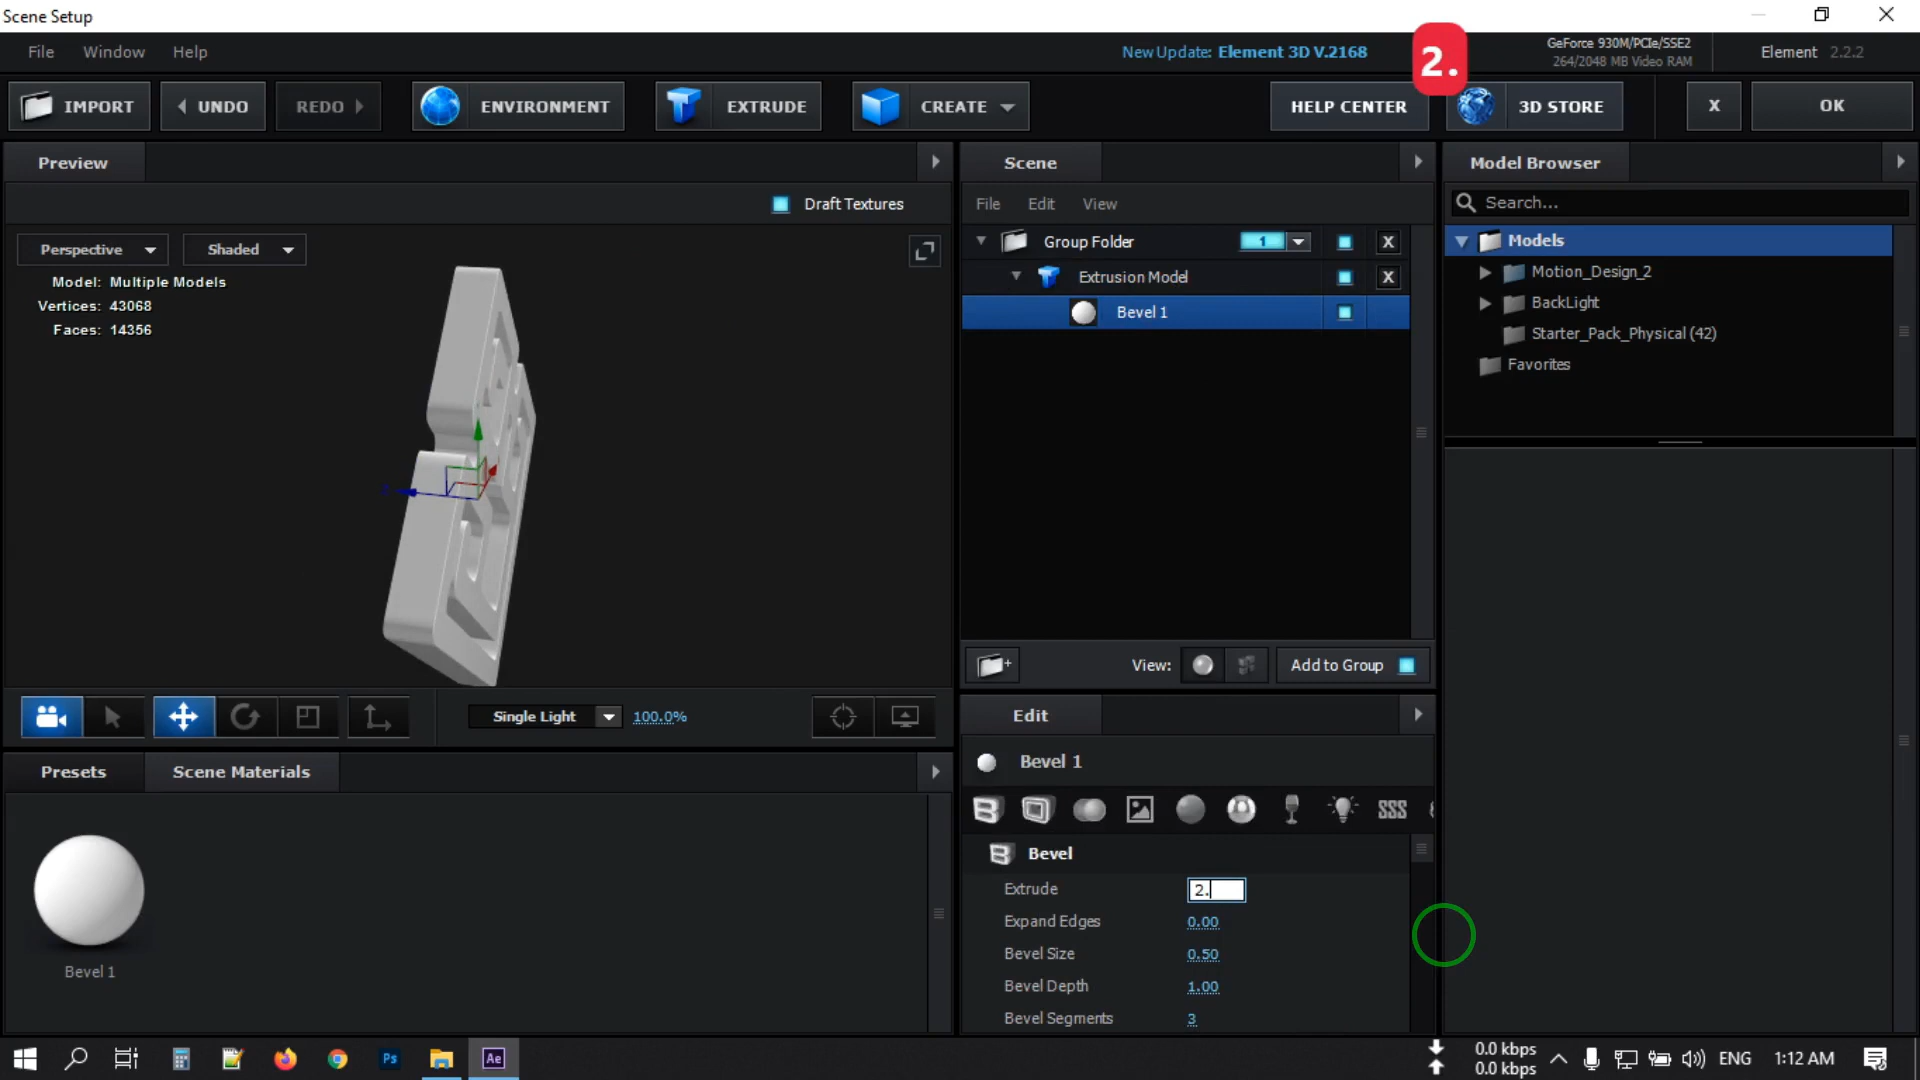 Scene Setup
File Window Help
New Update: Element 3D V.2168
2.
GeForce 930M/PCIe/SSE2
264/2048 MB Video RAM
Element 2.2.2
IMPORT UNDO REDO ENVIRONMENT EXTRUDE CREATE HELP CENTER 3D STORE X OK
Preview
Draft Textures
Perspective Shaded
Model: Multiple Models
Vertices: 43068
Faces: 14356
Single Light 100.0%
Presets Scene Materials
Bevel 1
Scene
File Edit View
Group Folder 1 X
Extrusion Model X
Bevel 1
View: Add to Group
Edit
Bevel 1
SSS
Bevel
Extrude 2.
Expand Edges 0.00
Bevel Size 0.50
Bevel Depth 1.00
Bevel Segments 3
Model Browser
Search...
Models
Motion_Design_2
BackLight
Starter_Pack_Physical (42)
Favorites
Ps Ae
0.0 kbps
0.0 kbps
ENG 1:12 AM